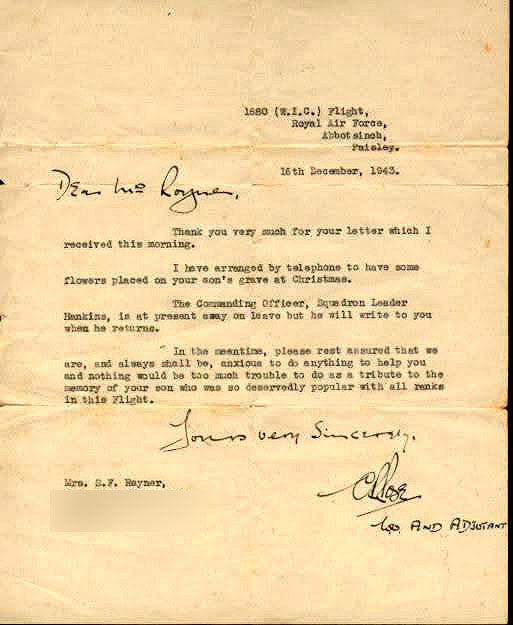 1680 (W.I.C.) Flight,
Royal Air Force,
Abbotsinch,
Paisley.
16th December, 1943.
Dear Mrs Rayner,
Thank you very much for your letter which I
received this morning.
I have arranged by telephone to have some
flowers placed on your son's grave at Christmas.
The Commanding Officer, Squadron Leader
Hankins, is at present away on leave but he will write to you
when he returns.
In the meantime, please rest assured that we
are, and always shall be, anxious to do anything to help you
and nothing would be too much trouble to do as a tribute to the
memory of your son who was so deservedly popular with all ranks
in this Flight.
Yours very Sincerely,
Mrs. S.F. Rayner,
AND ADJUTANT